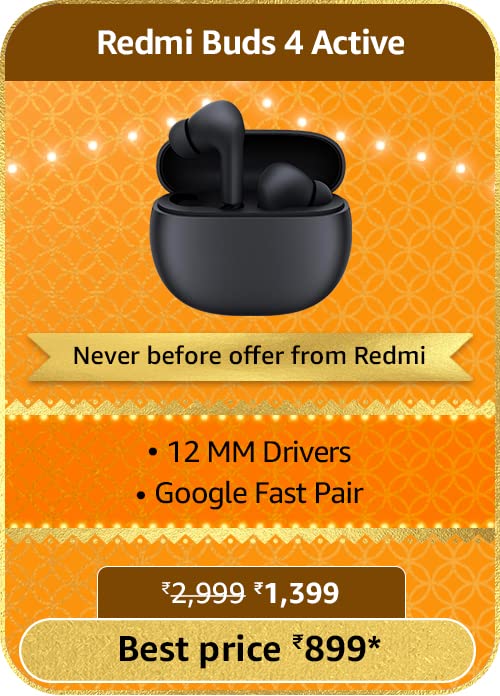 Redmi Buds 4 Active
Never before offer from Redmi
• 12 MM Drivers
• Google Fast Pair
₹2,999 ₹1,399
Best price ₹899*